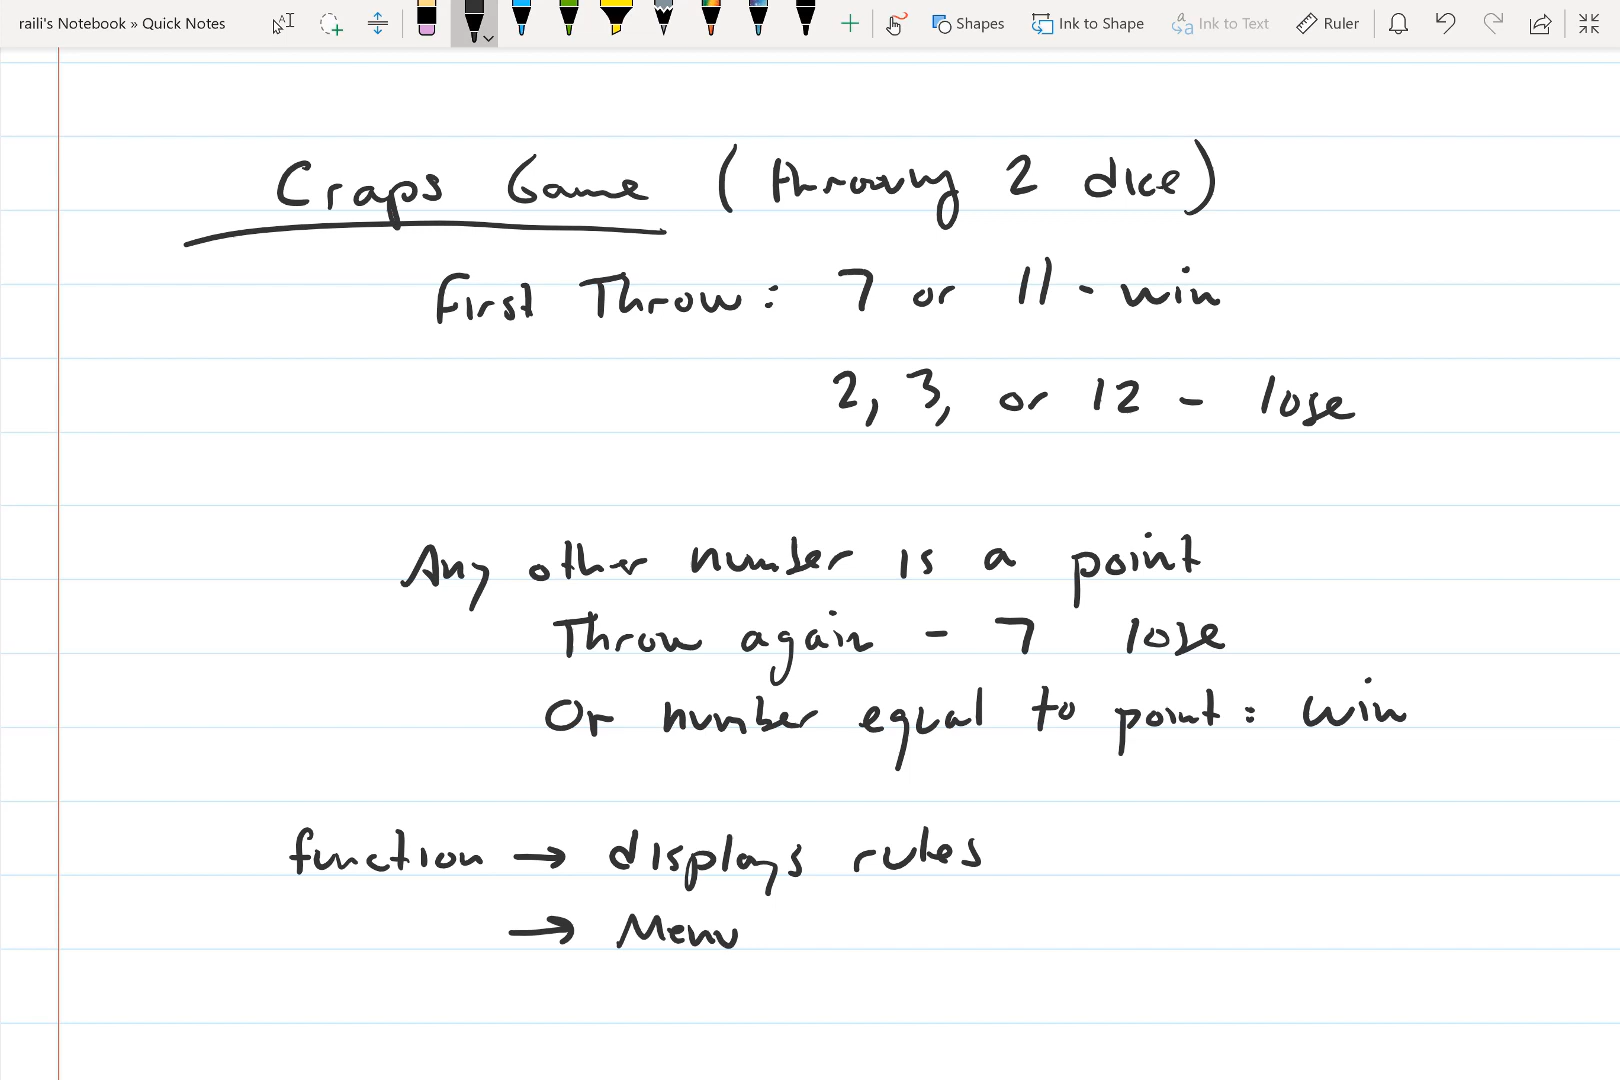 raili's Notebook » Quick Notes Shapes Ink to Shape Ink to Text Ruler
Craps Game (throwing 2 dice)
First Throw: 7 or 11 - win
2, 3, or 12 - lose
Any other number is a point
Throw again - 7 lose
Or number equal to point: win
function → displays rules
→ Menu